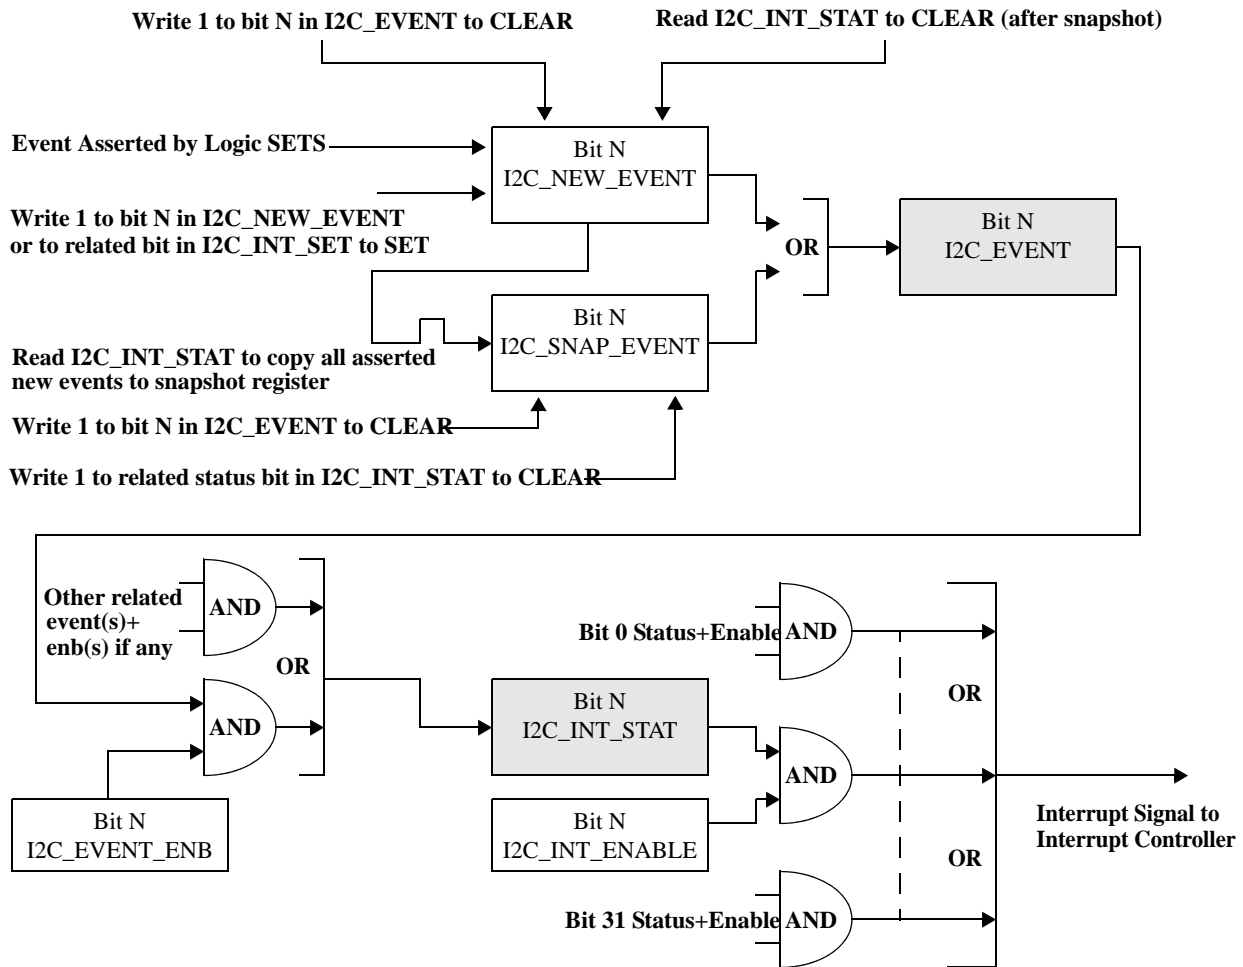 Write 1 to bit N in I2C_EVENT to CLEAR
Read I2C_INT_STAT to CLEAR (after snapshot)
Event Asserted by Logic SETS
Bit N
I2C_NEW_EVENT
Write 1 to bit N in I2C_NEW_EVENT
or to related bit in I2C_INT_SET to SET
OR
Bit N
I2C_EVENT
Bit N
I2C_SNAP_EVENT
Read I2C_INT_STAT to copy all asserted
new events to snapshot register
Write 1 to bit N in I2C_EVENT to CLEAR
Write 1 to related status bit in I2C_INT_STAT to CLEAR
Other related
event(s)+
enb(s) if any
AND
OR
AND
Bit N
I2C_EVENT_ENB
Bit N
I2C_INT_STAT
Bit N
I2C_INT_ENABLE
Bit 0 Status+Enable
AND
OR
AND
OR
Bit 31 Status+Enable
AND
Interrupt Signal to
Interrupt Controller